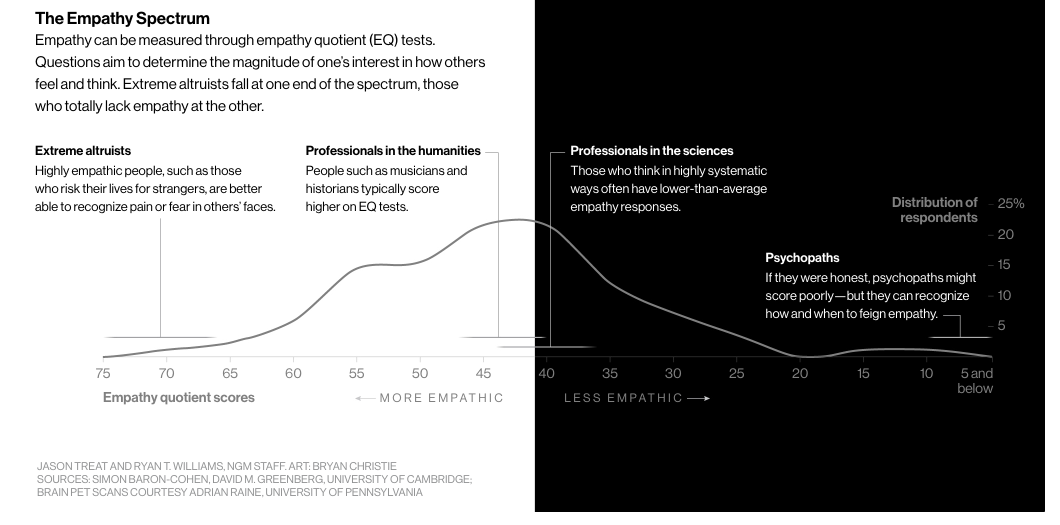 The Empathy Spectrum
Empathy can be measured through empathy quotient (EQ) tests.
Questions aim to determine the magnitude of one’s interest in how others
feel and think. Extreme altruists fall at one end of the spectrum, those
who totally lack empathy at the other.
Extreme altruists
Highly empathic people, such as those
who risk their lives for strangers, are better
able to recognize pain or fear in others’ faces.
Professionals in the humanities
People such as musicians and
historians typically score
higher on EQ tests.
Professionals in the sciences
Those who think in highly systematic
ways often have lower-than-average
empathy responses.
Distribution of
respondents
25%
20
15
10
5
Psychopaths
If they were honest, psychopaths might
score poorly—but they can recognize
how and when to feign empathy.
75 70 65 60 55 50 45 40 35 30 25 20 15 10 5 and
below
Empathy quotient scores
MORE EMPATHIC
LESS EMPATHIC
JASON TREAT AND RYAN T. WILLIAMS, NGM STAFF. ART: BRYAN CHRISTIE
SOURCES: SIMON BARON-COHEN, DAVID M. GREENBERG, UNIVERSITY OF CAMBRIDGE;
BRAIN PET SCANS COURTESY ADRIAN RAINE, UNIVERSITY OF PENNSYLVANIA